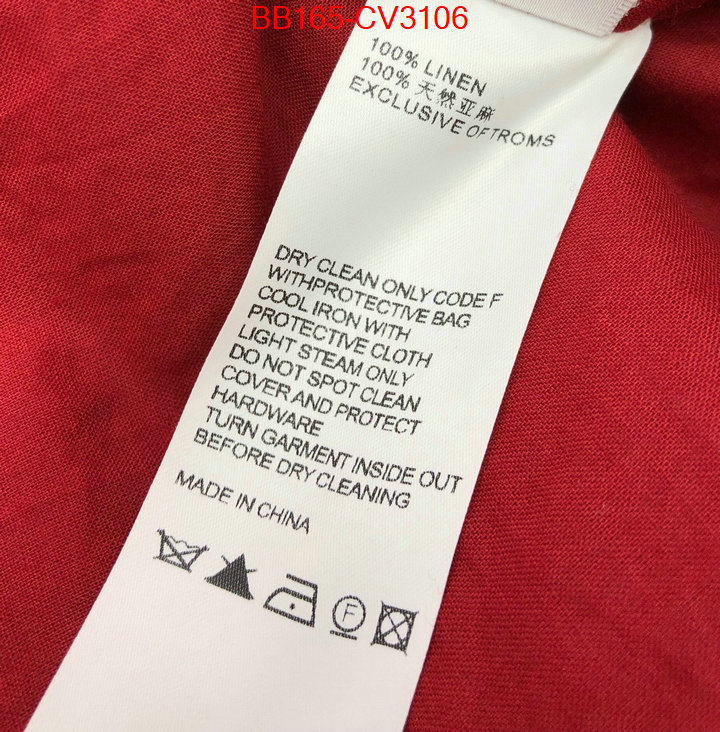 BB165-CV3106
100% LINEN
100% 天然亚麻
EXCLUSIVE OFTROMS
DRY CLEAN ONLY CODE F
WITHPROTECTIVE BAG
COOL IRON WITH
PROTECTIVE CLOTH
LIGHT STEAM ONLY
DO NOT SPOT CLEAN
COVER AND PROTECT
HARDWARE
TURN GARMENT INSIDE OUT
BEFORE DRY CLEANING
MADE IN CHINA
F